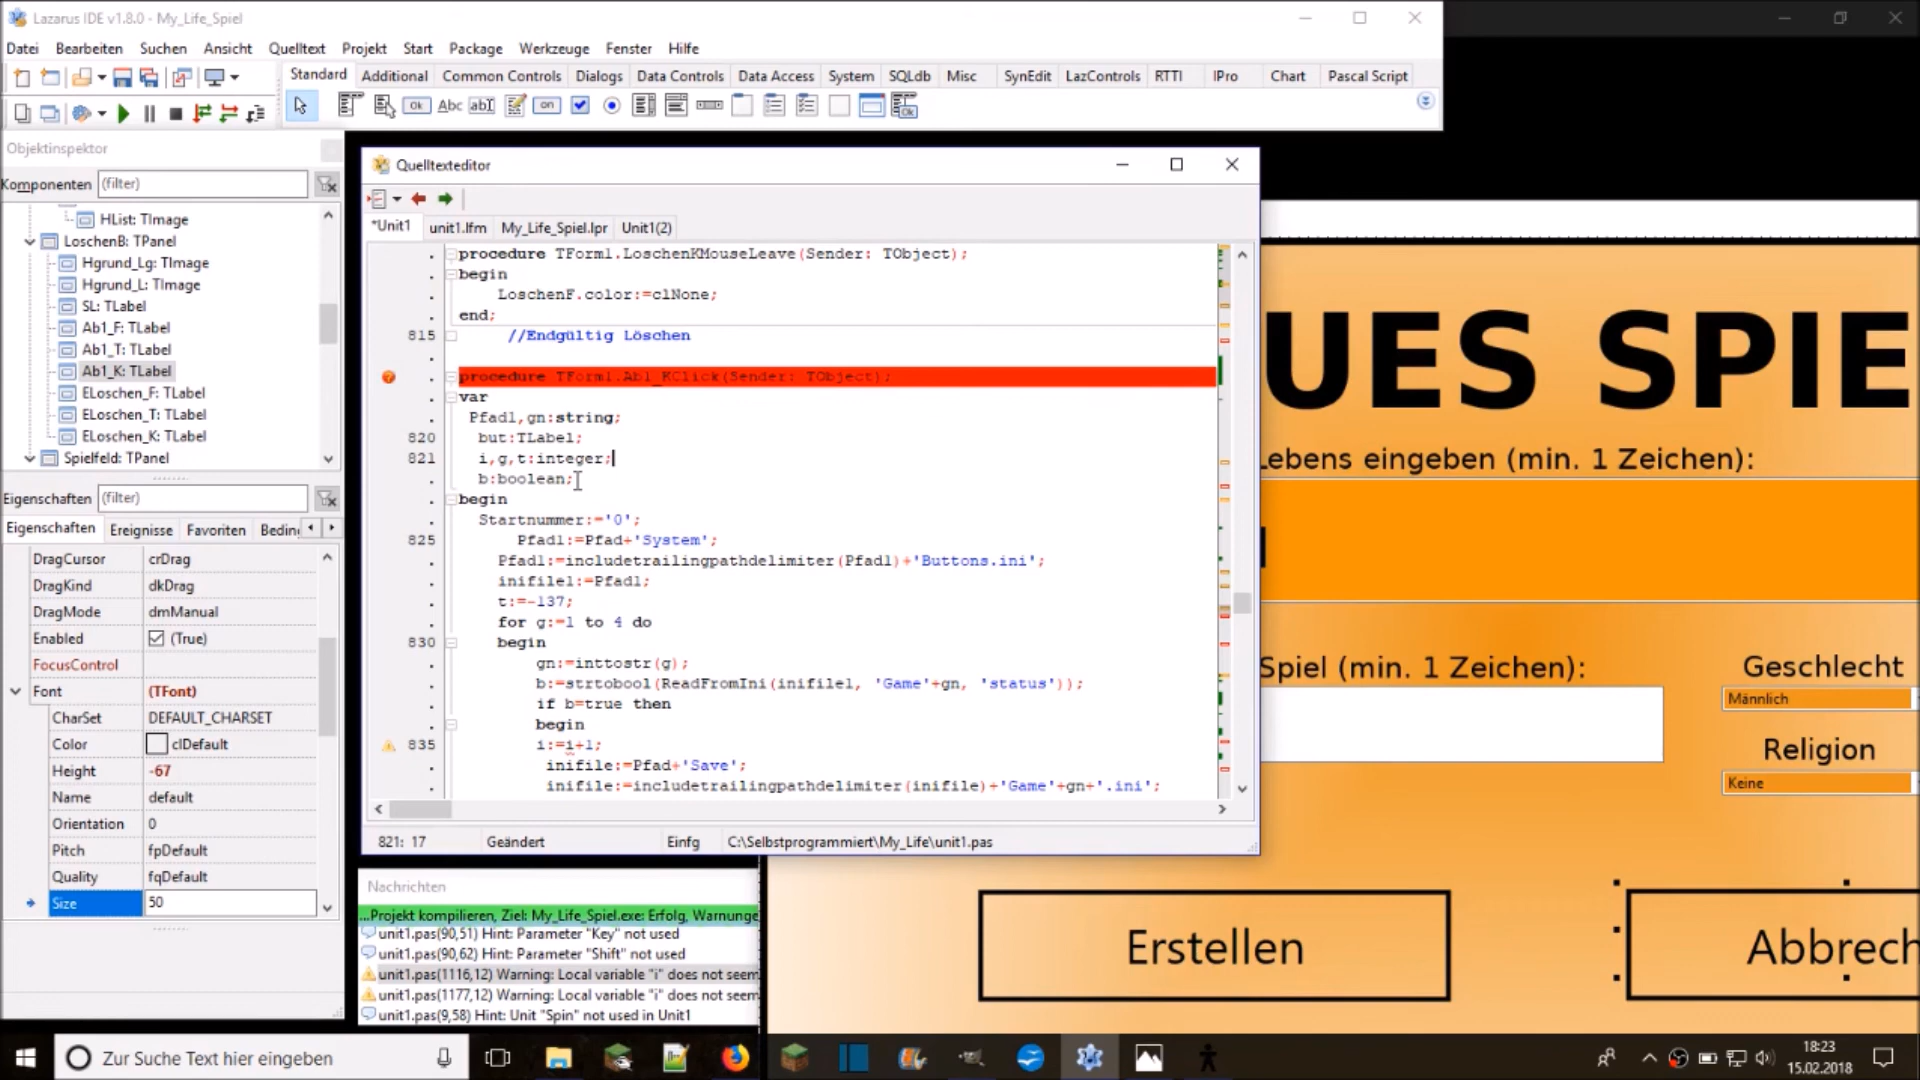 Lazarus IDE v1.8.0 - My_Life_Spiel
Datei Bearbeiten Suchen Ansicht Quelltext Projekt Start Package Werkzeuge Fenster Hilfe
Standard Additional Common Controls Dialogs Data Controls Data Access System SQLdb Misc SynEdit LazControls RTTI IPro Chart Pascal Script
Ok Abc abI on
Ok
Objektinspektor
Komponenten (filter)
HList: TImage
LoschenB: TPanel
Hgrund_Lg: TImage
Hgrund_L: TImage
SL: TLabel
Ab1_F: TLabel
Ab1_T: TLabel
Ab1_K: TLabel
ELoschen_F: TLabel
ELoschen_T: TLabel
ELoschen_K: TLabel
Spielfeld: TPanel
Eigenschaften (filter)
Eigenschaften Ereignisse Favoriten Beding
DragCursor crDrag
DragKind dkDrag
DragMode dmManual
Enabled (True)
FocusControl
Font (TFont)
CharSet DEFAULT_CHARSET
Color clDefault
Height -67
Name default
Orientation 0
Pitch fpDefault
Quality fqDefault
Size 50
Quelltexteditor
*Unit1 unit1.lfm My_Life_Spiel.lpr Unit1(2)
procedure TForm1.LoschenKMouseLeave(Sender: TObject);
begin
LoschenF.color:=clNone;
end;
815 //Endgültig Löschen
procedure TForm1.Ab1_KClick(Sender: TObject);
var
Pfad1,gn:string;
820 but:TLabel;
821 i,g,t:integer;
b:boolean;
begin
Startnummer:='0';
825 Pfad1:=Pfad+'System';
Pfad1:=includetrailingpathdelimiter(Pfad1)+'Buttons.ini';
inifile1:=Pfad1;
t:=-137;
for g:=1 to 4 do
830 begin
gn:=inttostr(g);
b:=strtobool(ReadFromIni(inifile1, 'Game'+gn, 'status'));
if b=true then
begin
835 i:=i+1;
inifile:=Pfad+'Save';
inifile:=includetrailingpathdelimiter(inifile)+'Game'+gn+'.ini';
821: 17 Geändert Einfg C:\Selbstprogrammiert\My_Life\unit1.pas
Nachrichten
...Projekt kompilieren, Ziel: My_Life_Spiel.exe: Erfolg, Warnunge
unit1.pas(90,51) Hint: Parameter "Key" not used
unit1.pas(90,62) Hint: Parameter "Shift" not used
unit1.pas(1116,12) Warning: Local variable "i" does not seem
unit1.pas(1177,12) Warning: Local variable "i" does not seem
unit1.pas(9,58) Hint: Unit "Spin" not used in Unit1
UES SPIE
Lebens eingeben (min. 1 Zeichen):
Spiel (min. 1 Zeichen):
Geschlecht
Männlich
Religion
Keine
Erstellen
Abbrech
Zur Suche Text hier eingeben
18:23
15.02.2018